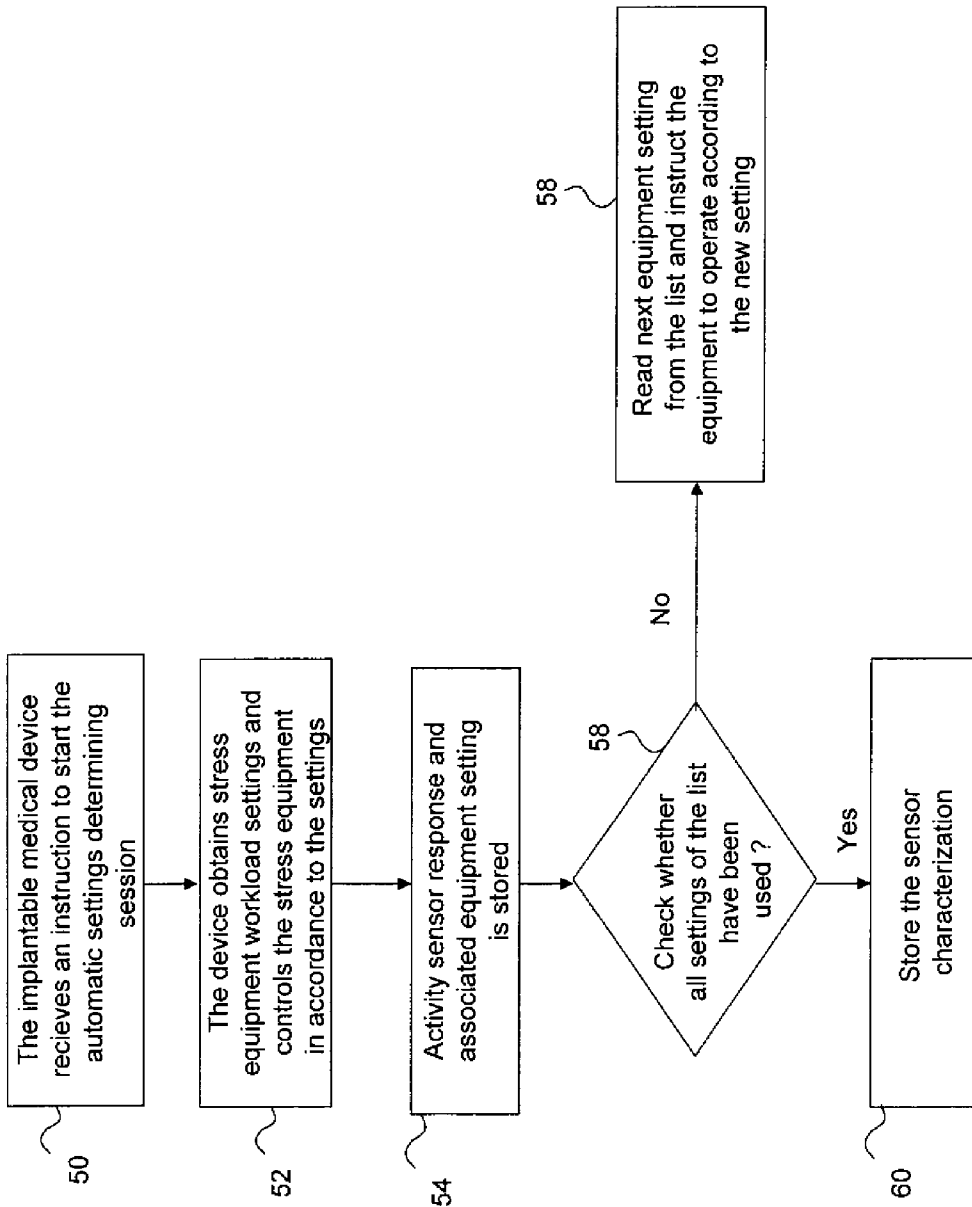 50
The implantable medical device
recieves an instruction to start the
automatic settings determining
session
52
The device obtains stress
equipment workload settings and
controls the stress equipment
in accordance to the settings
54
Activity sensor response and
associated equipment setting
is stored
58
Check whether
all settings of the list
have been
used ?
No
58
Read next equipment setting
from the list and instruct the
equipment to operate according to
the new setting
Yes
60
Store the sensor
characterization